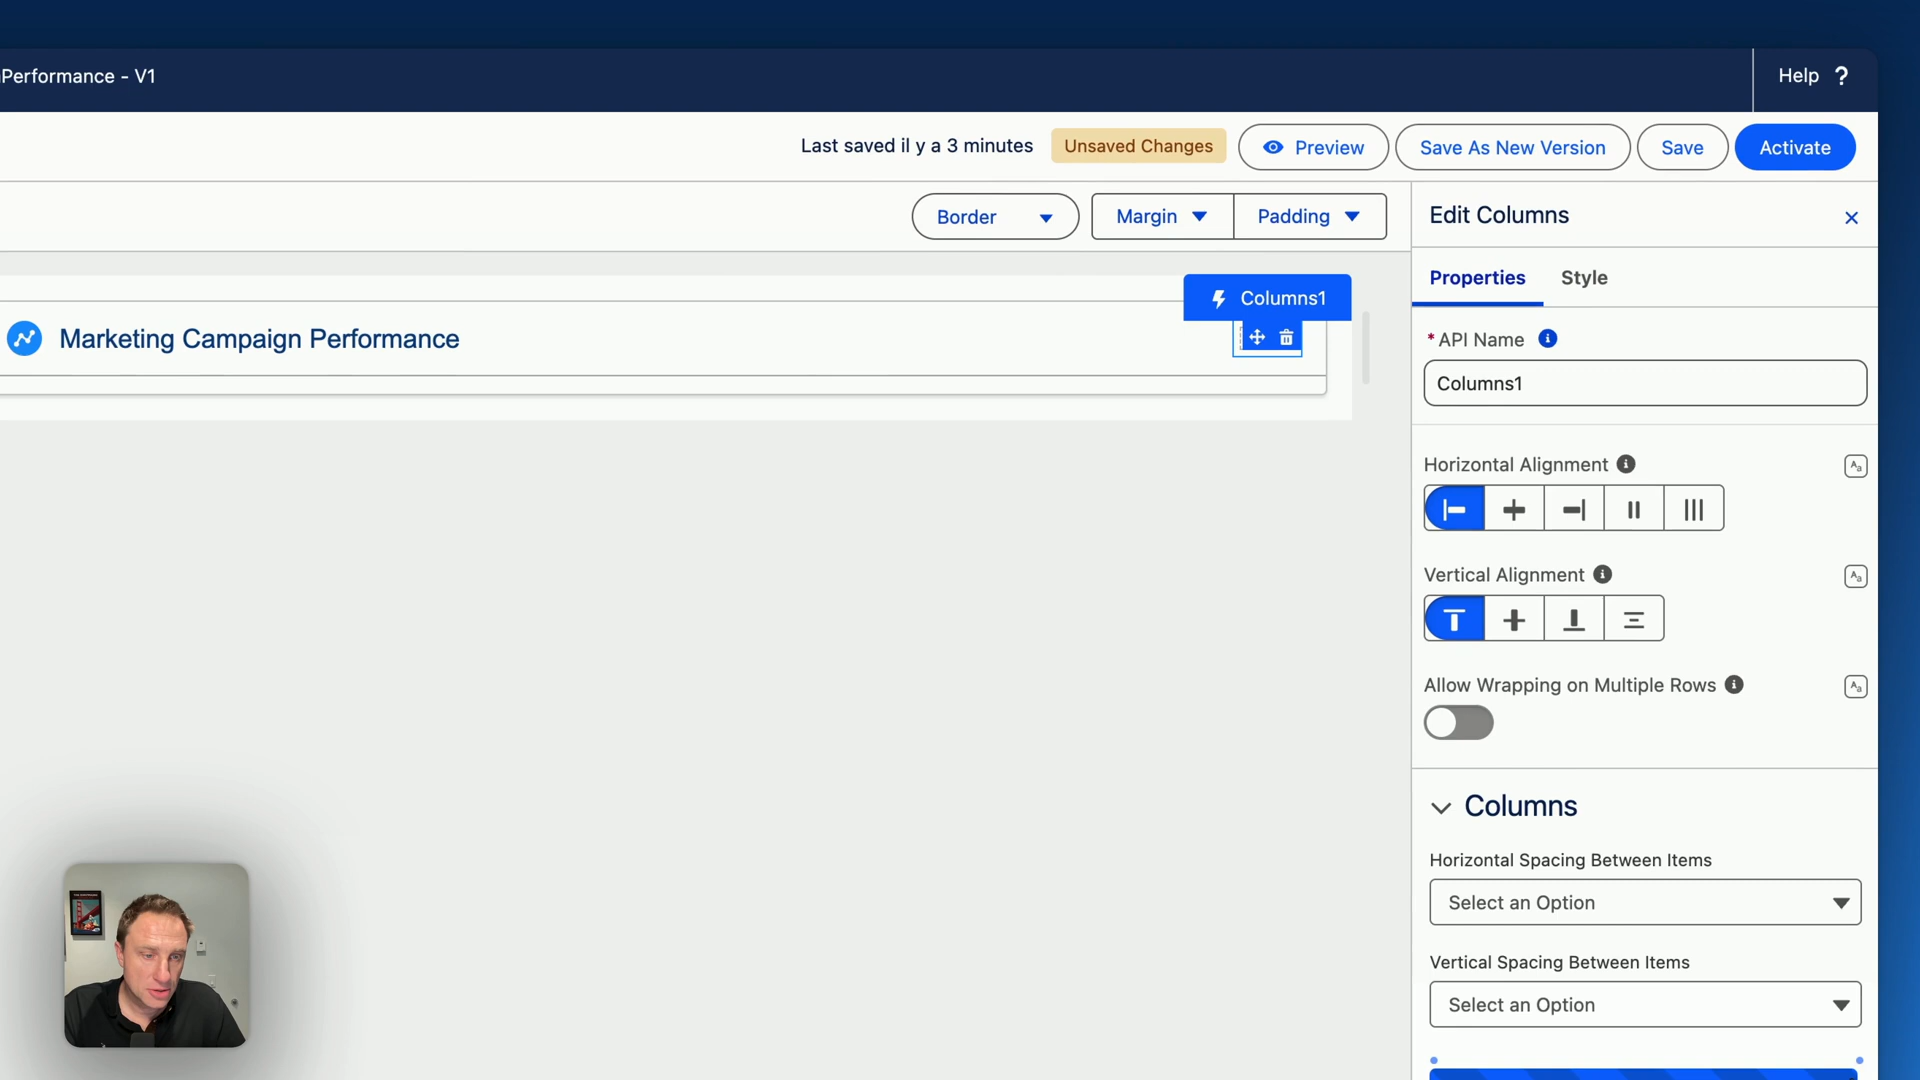 Performance - V1
Help ?
Last saved il y a 3 minutes
Unsaved Changes
Preview
Save As New Version
Save
Activate
Border
Margin
Padding
Edit Columns
Properties
Style
Columns1
Marketing Campaign Performance
* API Name
Columns1
Horizontal Alignment
Vertical Alignment
Allow Wrapping on Multiple Rows
Columns
Horizontal Spacing Between Items
Select an Option
Vertical Spacing Between Items
Select an Option